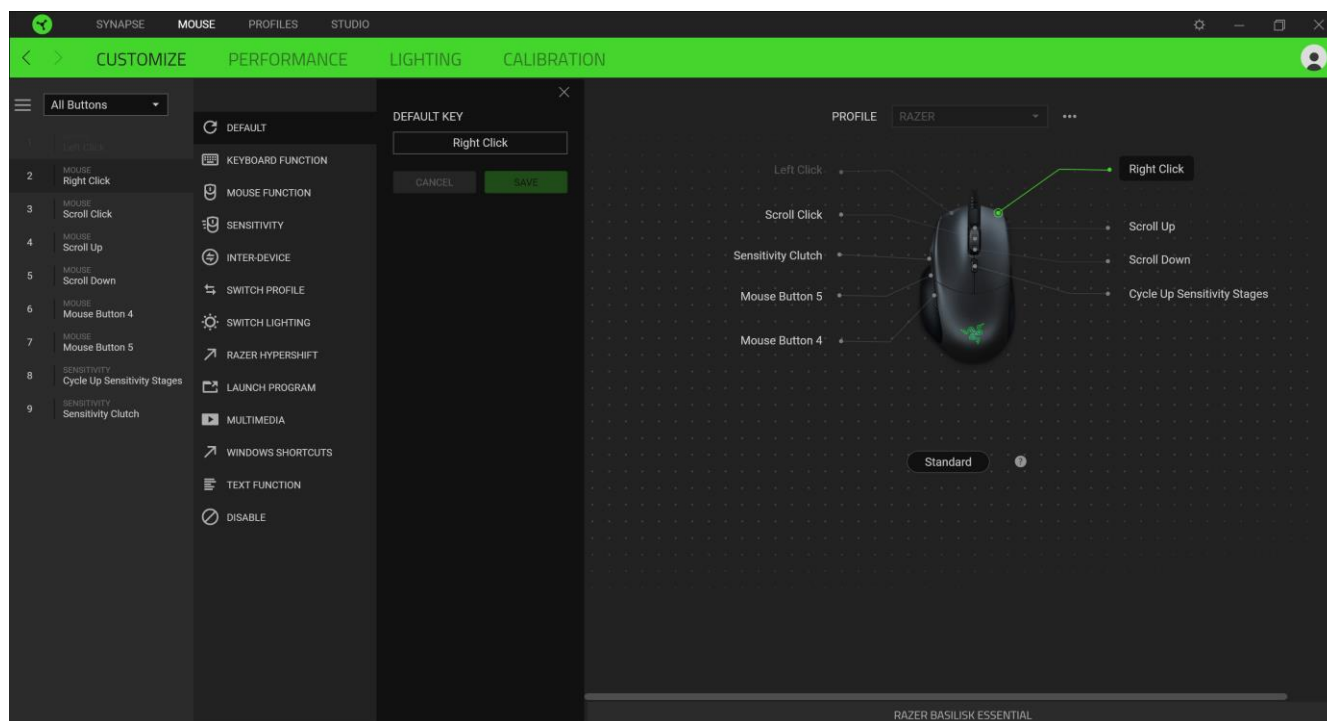 SYNAPSE MOUSE PROFILES STUDIO
CUSTOMIZE PERFORMANCE LIGHTING CALIBRATION
All Buttons
1
Left Click
2
MOUSE
Right Click
3
MOUSE
Scroll Click
4
MOUSE
Scroll Up
5
MOUSE
Scroll Down
6
MOUSE
Mouse Button 4
7
MOUSE
Mouse Button 5
8
SENSITIVITY
Cycle Up Sensitivity Stages
9
SENSITIVITY
Sensitivity Clutch
DEFAULT
KEYBOARD FUNCTION
MOUSE FUNCTION
SENSITIVITY
INTER-DEVICE
SWITCH PROFILE
SWITCH LIGHTING
RAZER HYPERSHIFT
LAUNCH PROGRAM
MULTIMEDIA
WINDOWS SHORTCUTS
TEXT FUNCTION
DISABLE
DEFAULT KEY
Right Click
CANCEL SAVE
PROFILE RAZER
Left Click
Scroll Click
Sensitivity Clutch
Mouse Button 5
Mouse Button 4
Right Click
Scroll Up
Scroll Down
Cycle Up Sensitivity Stages
Standard ?
RAZER BASILISK ESSENTIAL